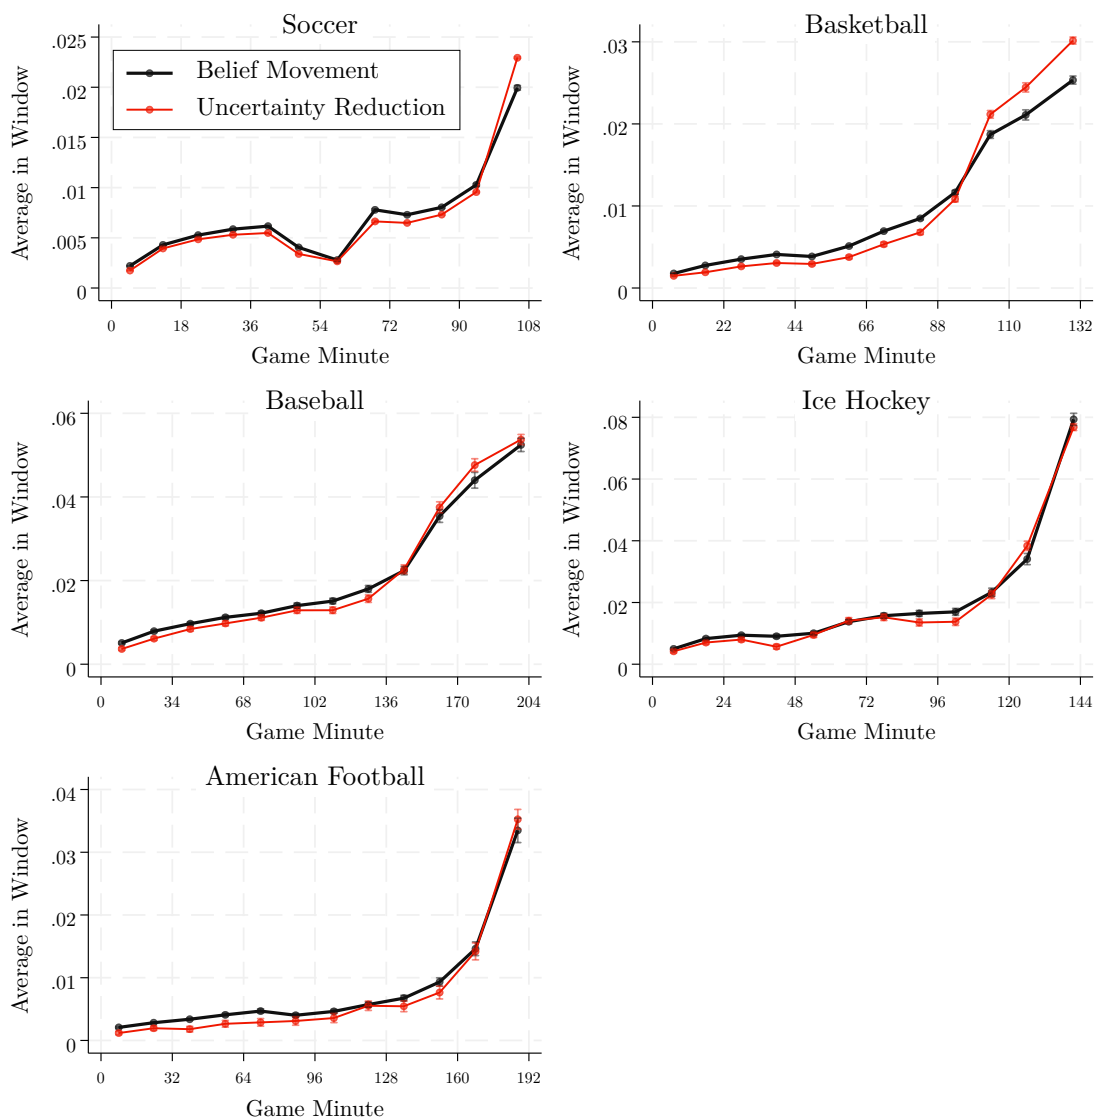 Soccer
Average in Window
.025
.02
.015
.01
.005
0
Belief Movement
Uncertainty Reduction
0 18 36 54 72 90 108
Game Minute
Basketball
Average in Window
.03
.02
.01
0
0 22 44 66 88 110 132
Game Minute
Baseball
Average in Window
.06
.04
.02
0
0 34 68 102 136 170 204
Game Minute
Ice Hockey
Average in Window
.08
.06
.04
.02
0
0 24 48 72 96 120 144
Game Minute
American Football
Average in Window
.04
.03
.02
.01
0
0 32 64 96 128 160 192
Game Minute